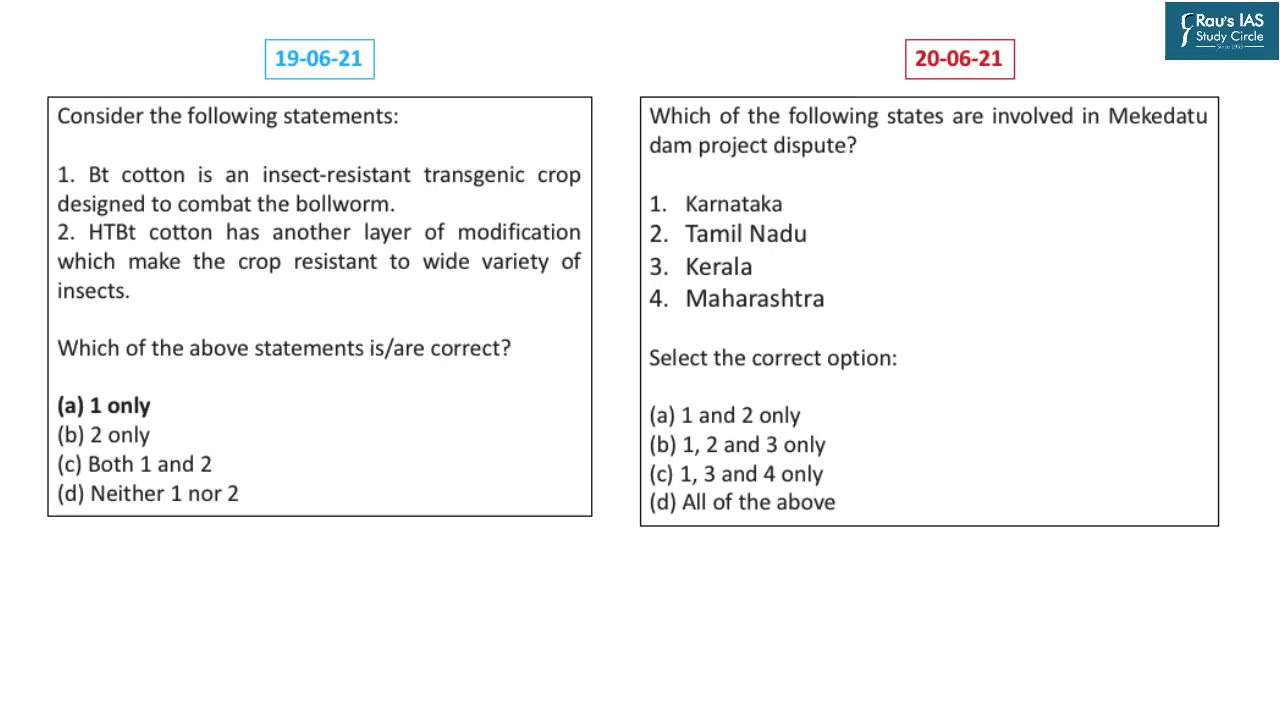 Rau's IAS
Study Circle
Since 1953
19-06-21
Consider the following statements:
1. Bt cotton is an insect-resistant transgenic crop
designed to combat the bollworm.
2. HTBt cotton has another layer of modification
which make the crop resistant to wide variety of
insects.
Which of the above statements is/are correct?
(a) 1 only
(b) 2 only
(c) Both 1 and 2
(d) Neither 1 nor 2
20-06-21
Which of the following states are involved in Mekedatu
dam project dispute?
1. Karnataka
2. Tamil Nadu
3. Kerala
4. Maharashtra
Select the correct option:
(a) 1 and 2 only
(b) 1, 2 and 3 only
(c) 1, 3 and 4 only
(d) All of the above